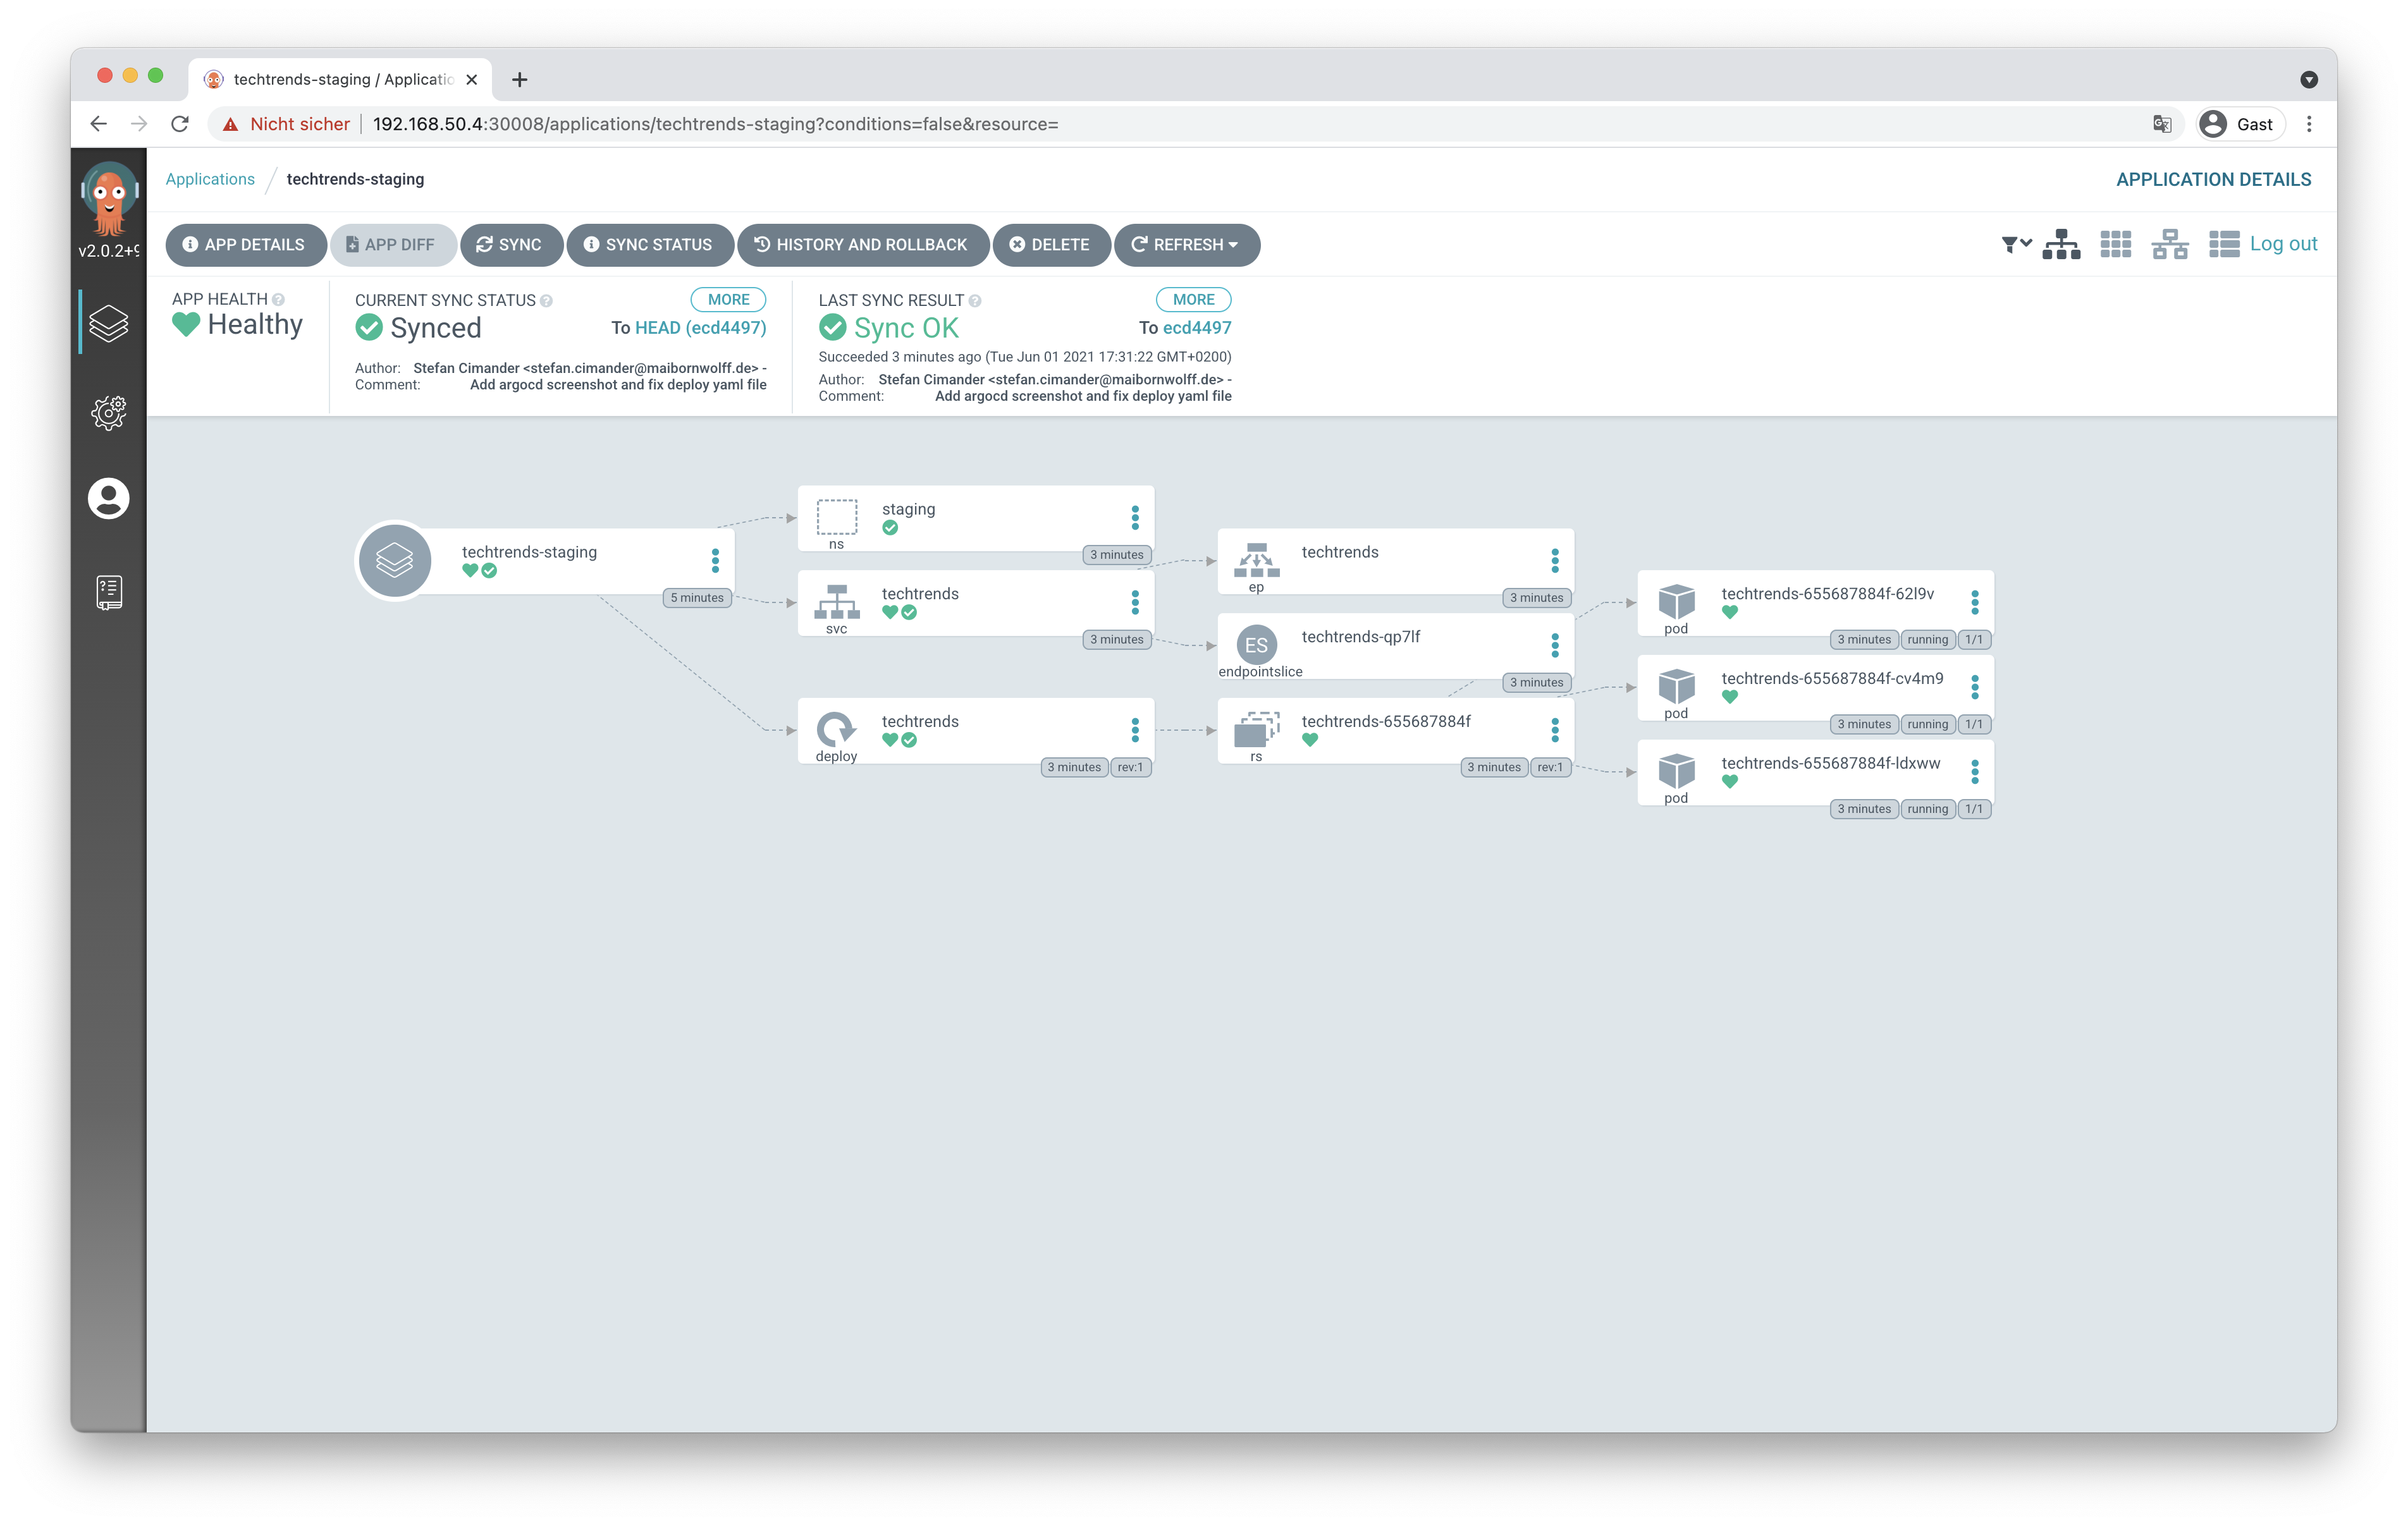 techtrends-staging / Applicatio
Nicht sicher 192.168.50.4:30008/applications/techtrends-staging?conditions=false&resource=
Gast
v2.0.2+9
Applications / techtrends-staging
APPLICATION DETAILS
APP DETAILS APP DIFF SYNC SYNC STATUS HISTORY AND ROLLBACK DELETE REFRESH
Log out
APP HEALTH
Healthy
CURRENT SYNC STATUS MORE
Synced To HEAD (ecd4497)
Author: Stefan Cimander <stefan.cimander@maibornwolff.de> -
Comment: Add argocd screenshot and fix deploy yaml file
LAST SYNC RESULT MORE
Sync OK To ecd4497
Succeeded 3 minutes ago (Tue Jun 01 2021 17:31:22 GMT+0200)
Author: Stefan Cimander <stefan.cimander@maibornwolff.de> -
Comment: Add argocd screenshot and fix deploy yaml file
techtrends-staging
5 minutes
staging
ns
3 minutes
techtrends
svc
3 minutes
techtrends
deploy
3 minutes rev:1
techtrends
ep
3 minutes
ES
techtrends-qp7lf
endpointslice
3 minutes
techtrends-655687884f
rs
3 minutes rev:1
techtrends-655687884f-62l9v
pod
3 minutes running 1/1
techtrends-655687884f-cv4m9
pod
3 minutes running 1/1
techtrends-655687884f-ldxww
pod
3 minutes running 1/1